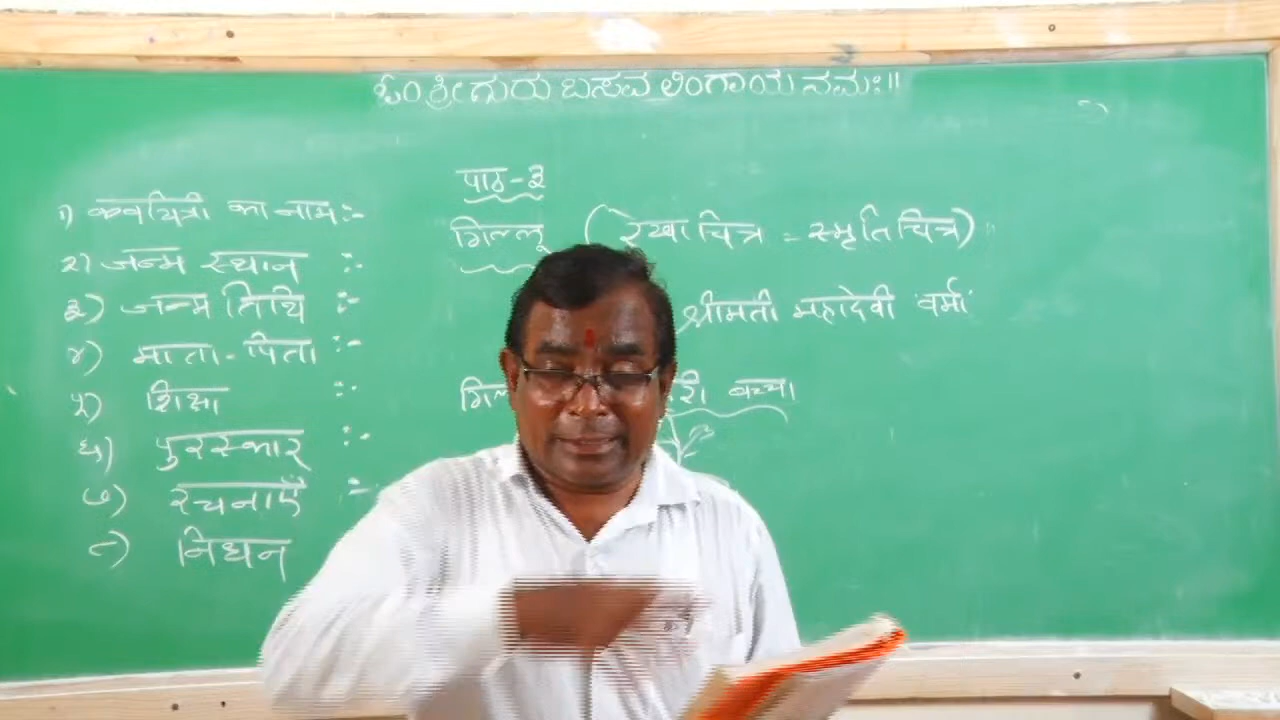 ಓಂ ಶ್ರೀ ಗುರು ಬಸವ ಲಿಂಗಾಯ ನಮಃ॥
पाठ-३
गिल्लू (रेखाचित्र = स्मृतिचित्र)
श्रीमती महादेवी वर्मा
बच्चा
१) कवयित्री का नाम :-
२) जन्म स्थान :-
३) जन्म तिथि :-
४) माता-पिता :-
५) शिक्षा :-
६) पुरस्कार :-
७) रचनाएँ :-
८) निधन